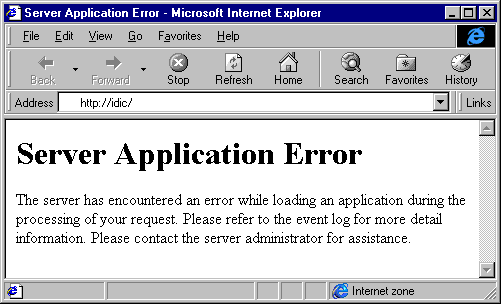 Server Application Error - Microsoft Internet Explorer
File Edit View Go Favorites Help
Back Forward Stop Refresh Home Search Favorites History
Address http://idic/ Links
Server Application Error
The server has encountered an error while loading an application during the
processing of your request. Please refer to the event log for more detail
information. Please contact the server administrator for assistance.
Internet zone